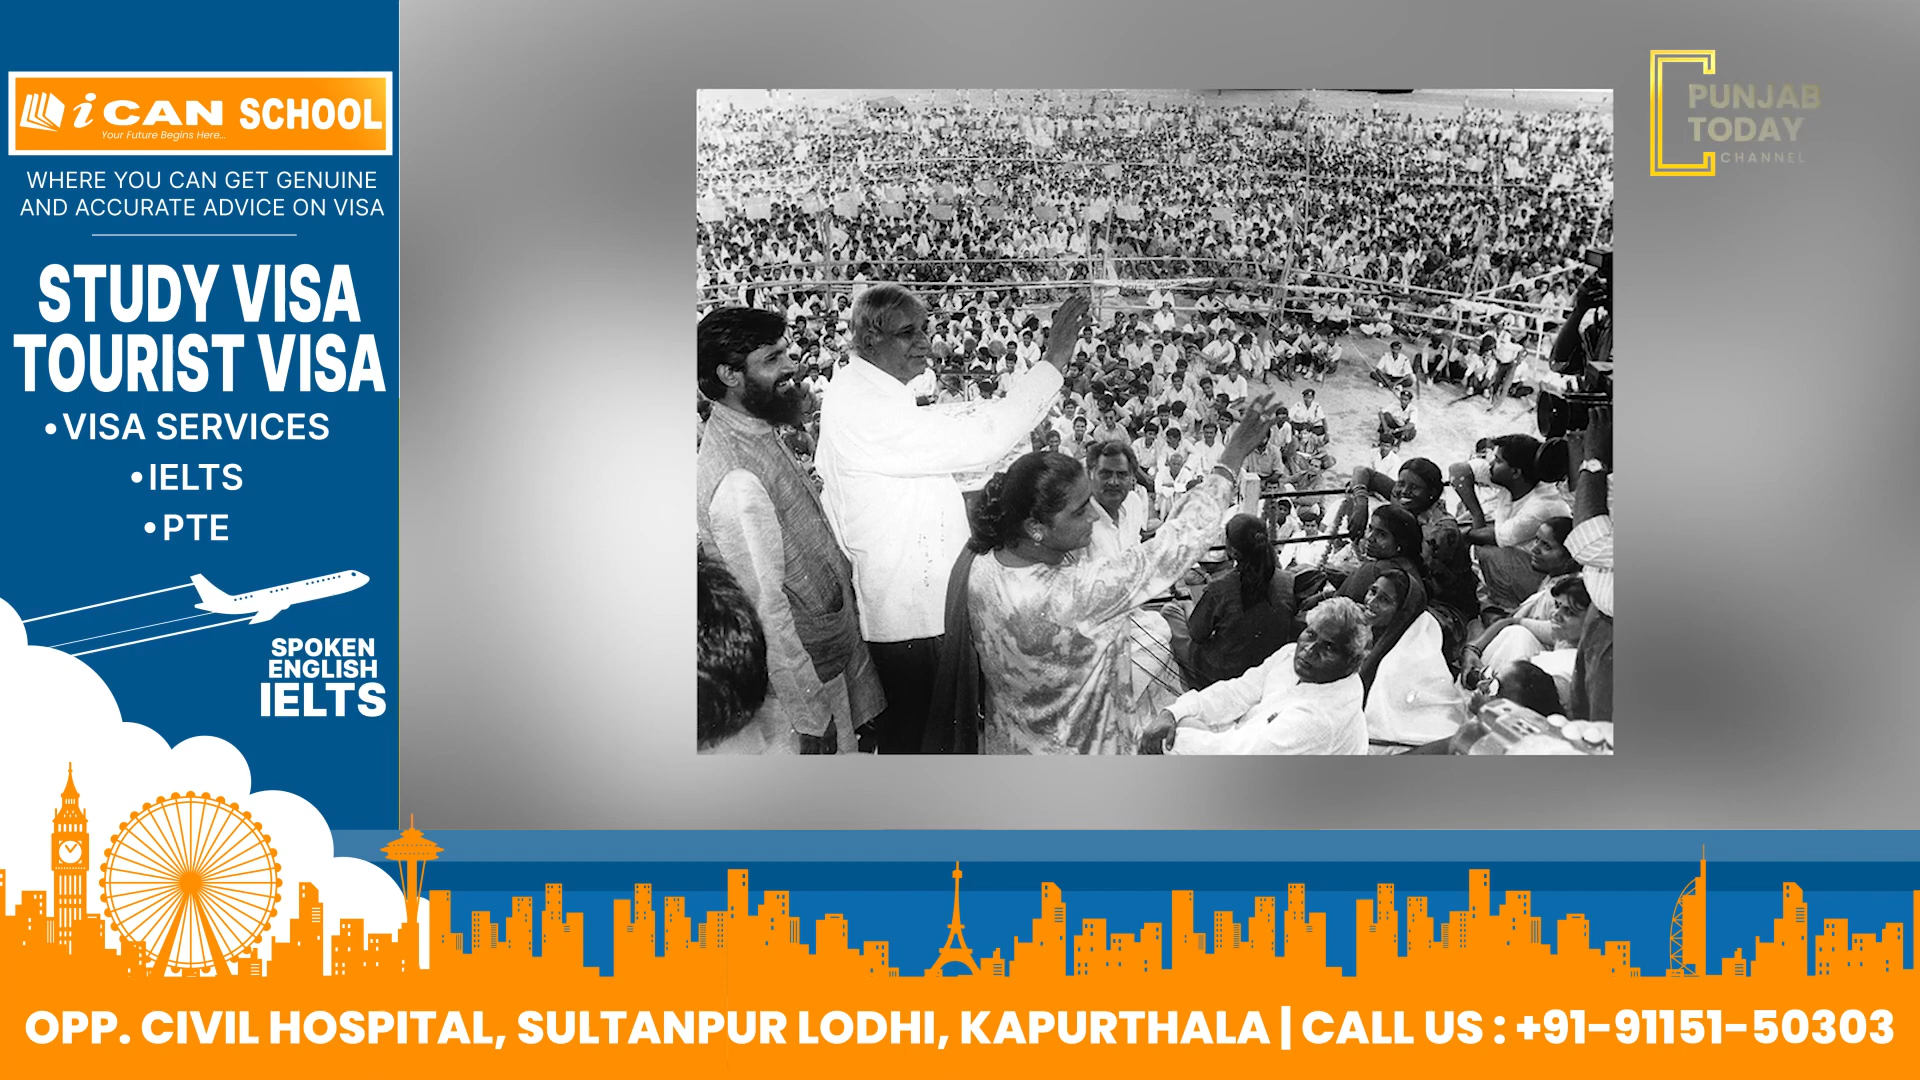 iCAN SCHOOL
Your Future Begins Here...
WHERE YOU CAN GET GENUINE
AND ACCURATE ADVICE ON VISA
STUDY VISA
TOURIST VISA
•VISA SERVICES
•IELTS
•PTE
SPOKEN
ENGLISH
IELTS
PUNJAB
TODAY
CHANNEL
OPP. CIVIL HOSPITAL, SULTANPUR LODHI, KAPURTHALA | CALL US : +91-91151-50303